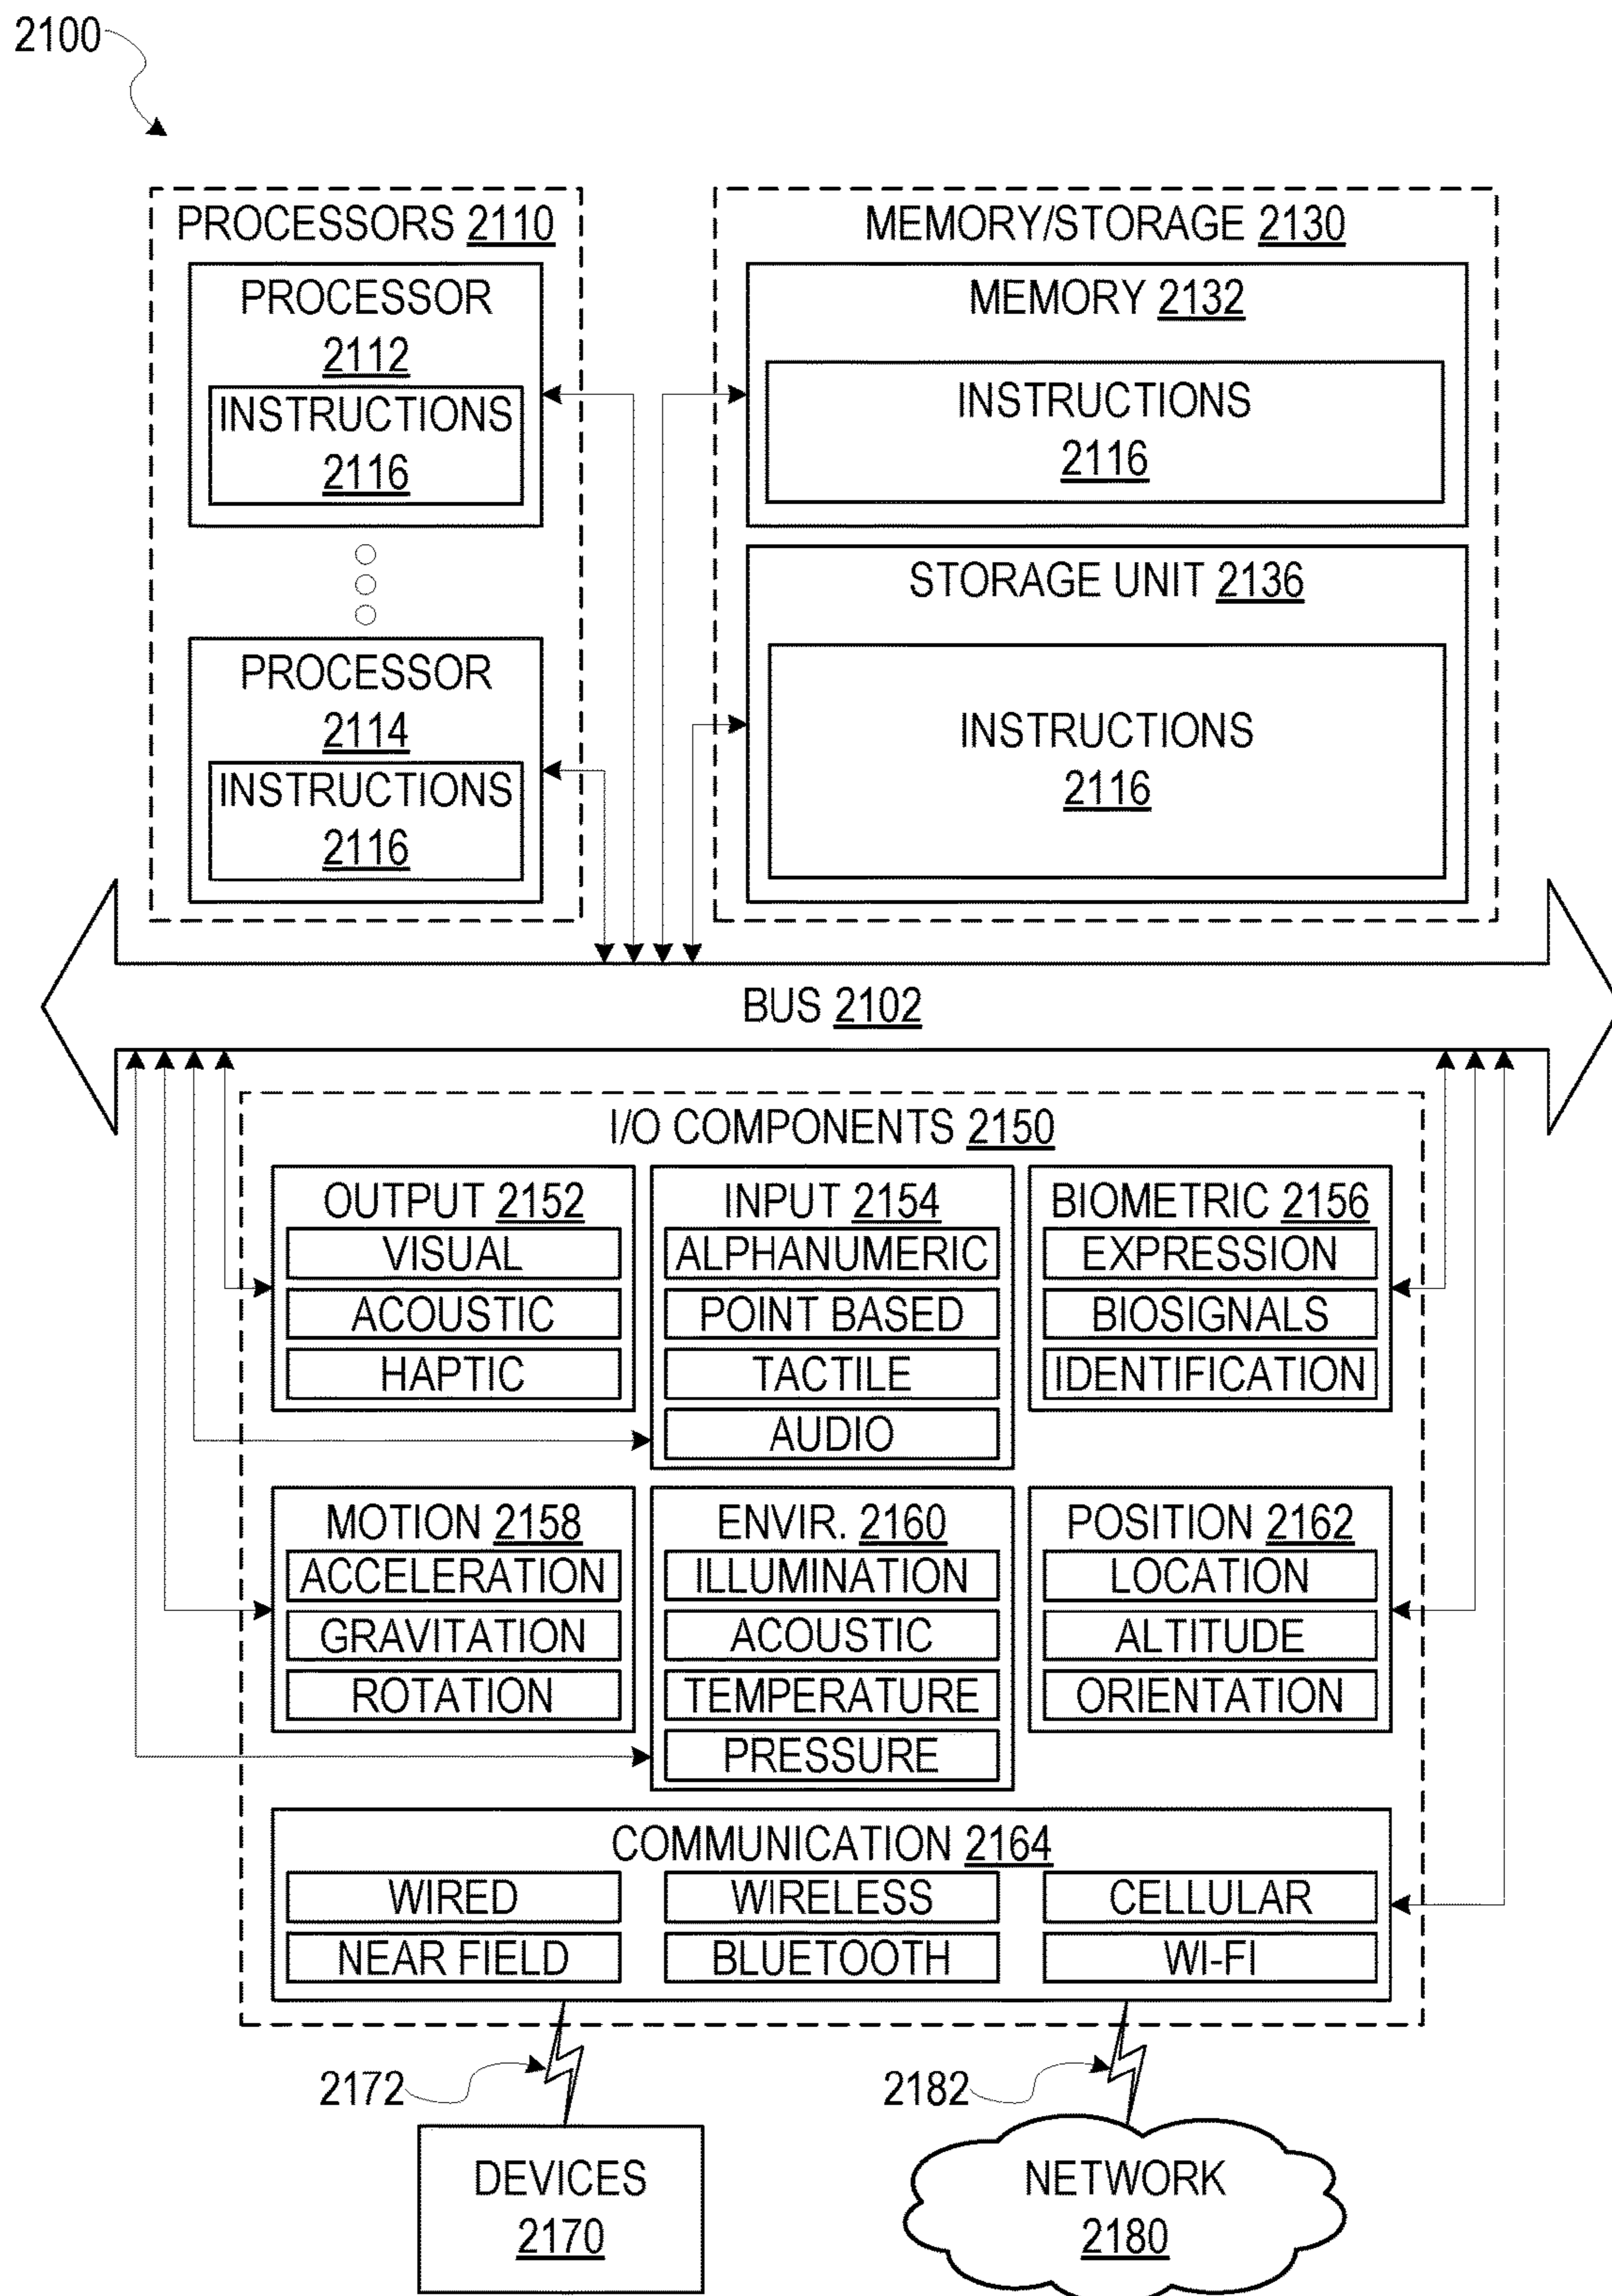 2100
PROCESSORS 2110
PROCESSOR
2112
INSTRUCTIONS
2116
PROCESSOR
2114
INSTRUCTIONS
2116
MEMORY/STORAGE 2130
MEMORY 2132
INSTRUCTIONS
2116
STORAGE UNIT 2136
INSTRUCTIONS
2116
BUS 2102
I/O COMPONENTS 2150
OUTPUT 2152
VISUAL
ACOUSTIC
HAPTIC
INPUT 2154
ALPHANUMERIC
POINT BASED
TACTILE
AUDIO
BIOMETRIC 2156
EXPRESSION
BIOSIGNALS
IDENTIFICATION
MOTION 2158
ACCELERATION
GRAVITATION
ROTATION
ENVIR. 2160
ILLUMINATION
ACOUSTIC
TEMPERATURE
PRESSURE
POSITION 2162
LOCATION
ALTITUDE
ORIENTATION
COMMUNICATION 2164
WIRED
WIRELESS
CELLULAR
NEAR FIELD
BLUETOOTH
WI-FI
2172
2182
DEVICES
2170
NETWORK
2180